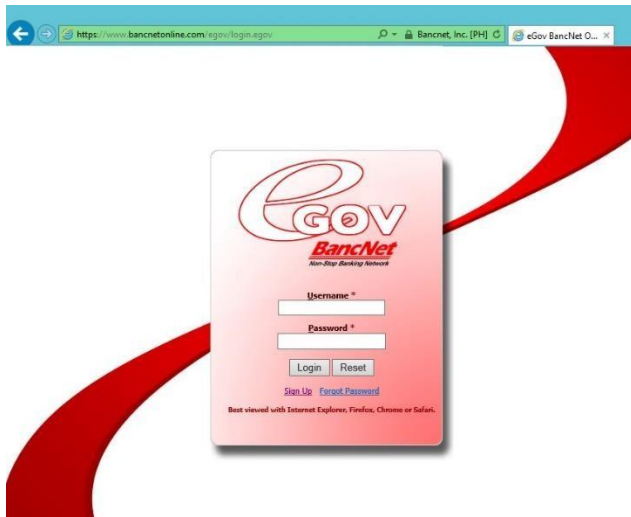 https://www.bancnetonline.com/egov/login.egov
Bancnet, Inc. [PH]
eGov BancNet O...
eGOV
BancNet
Non-Stop Banking Network
Username *
Password *
Login Reset
Sign Up Forgot Password
Best viewed with Internet Explorer, Firefox, Chrome or Safari.